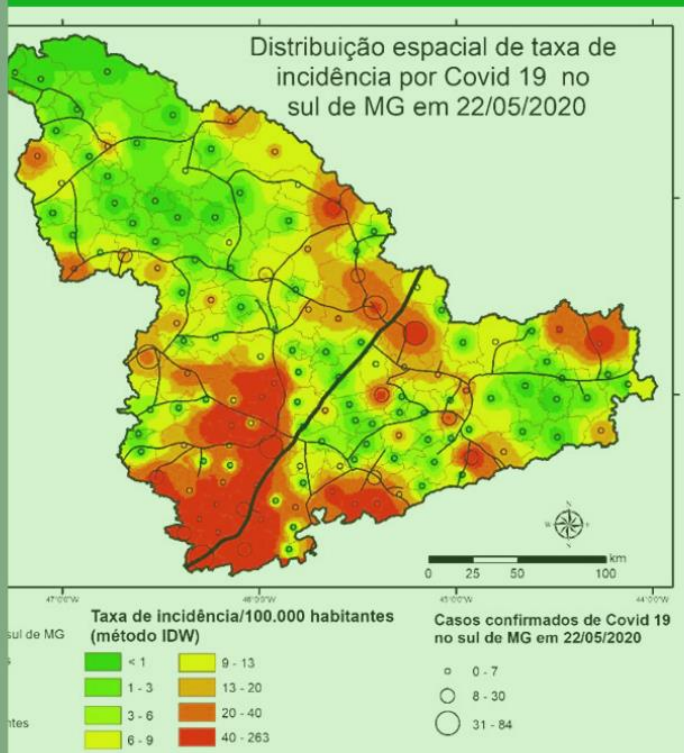 Distribuição espacial de taxa de
incidência por Covid 19 no
sul de MG em 22/05/2020
km
0 25 50 100
47°0'0"W 46°0'0"W 45°0'0"W 44°0'0"W
sul de MG
ntes
Taxa de incidência/100.000 habitantes
(método IDW)
< 1
1 - 3
3 - 6
6 - 9
9 - 13
13 - 20
20 - 40
40 - 263
Casos confirmados de Covid 19
no sul de MG em 22/05/2020
0 - 7
8 - 30
31 - 84